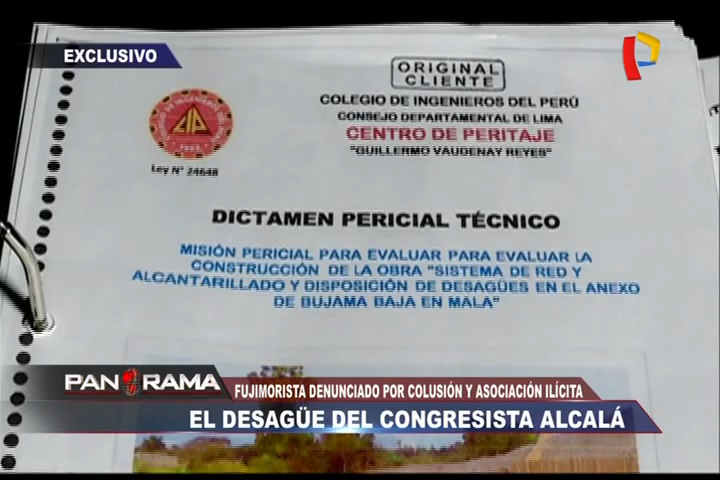 EXCLUSIVO
ORIGINAL
CLIENTE
COLEGIO DE INGENIEROS DEL PERÚ
CONSEJO DEPARTAMENTAL DE LIMA
CENTRO DE PERITAJE
"GUILLERMO VAUDENAY REYES"
CIP
Ley N° 24648
DICTAMEN PERICIAL TÉCNICO
MISIÓN PERICIAL PARA EVALUAR PARA EVALUAR LA
CONSTRUCCIÓN DE LA OBRA "SISTEMA DE RED Y
ALCANTARILLADO Y DISPOSICIÓN DE DESAGÜES EN EL ANEXO
DE BUJAMA BAJA EN MALA"
PANORAMA
FUJIMORISTA DENUNCIADO POR COLUSIÓN Y ASOCIACIÓN ILÍCITA
EL DESAGÜE DEL CONGRESISTA ALCALÁ